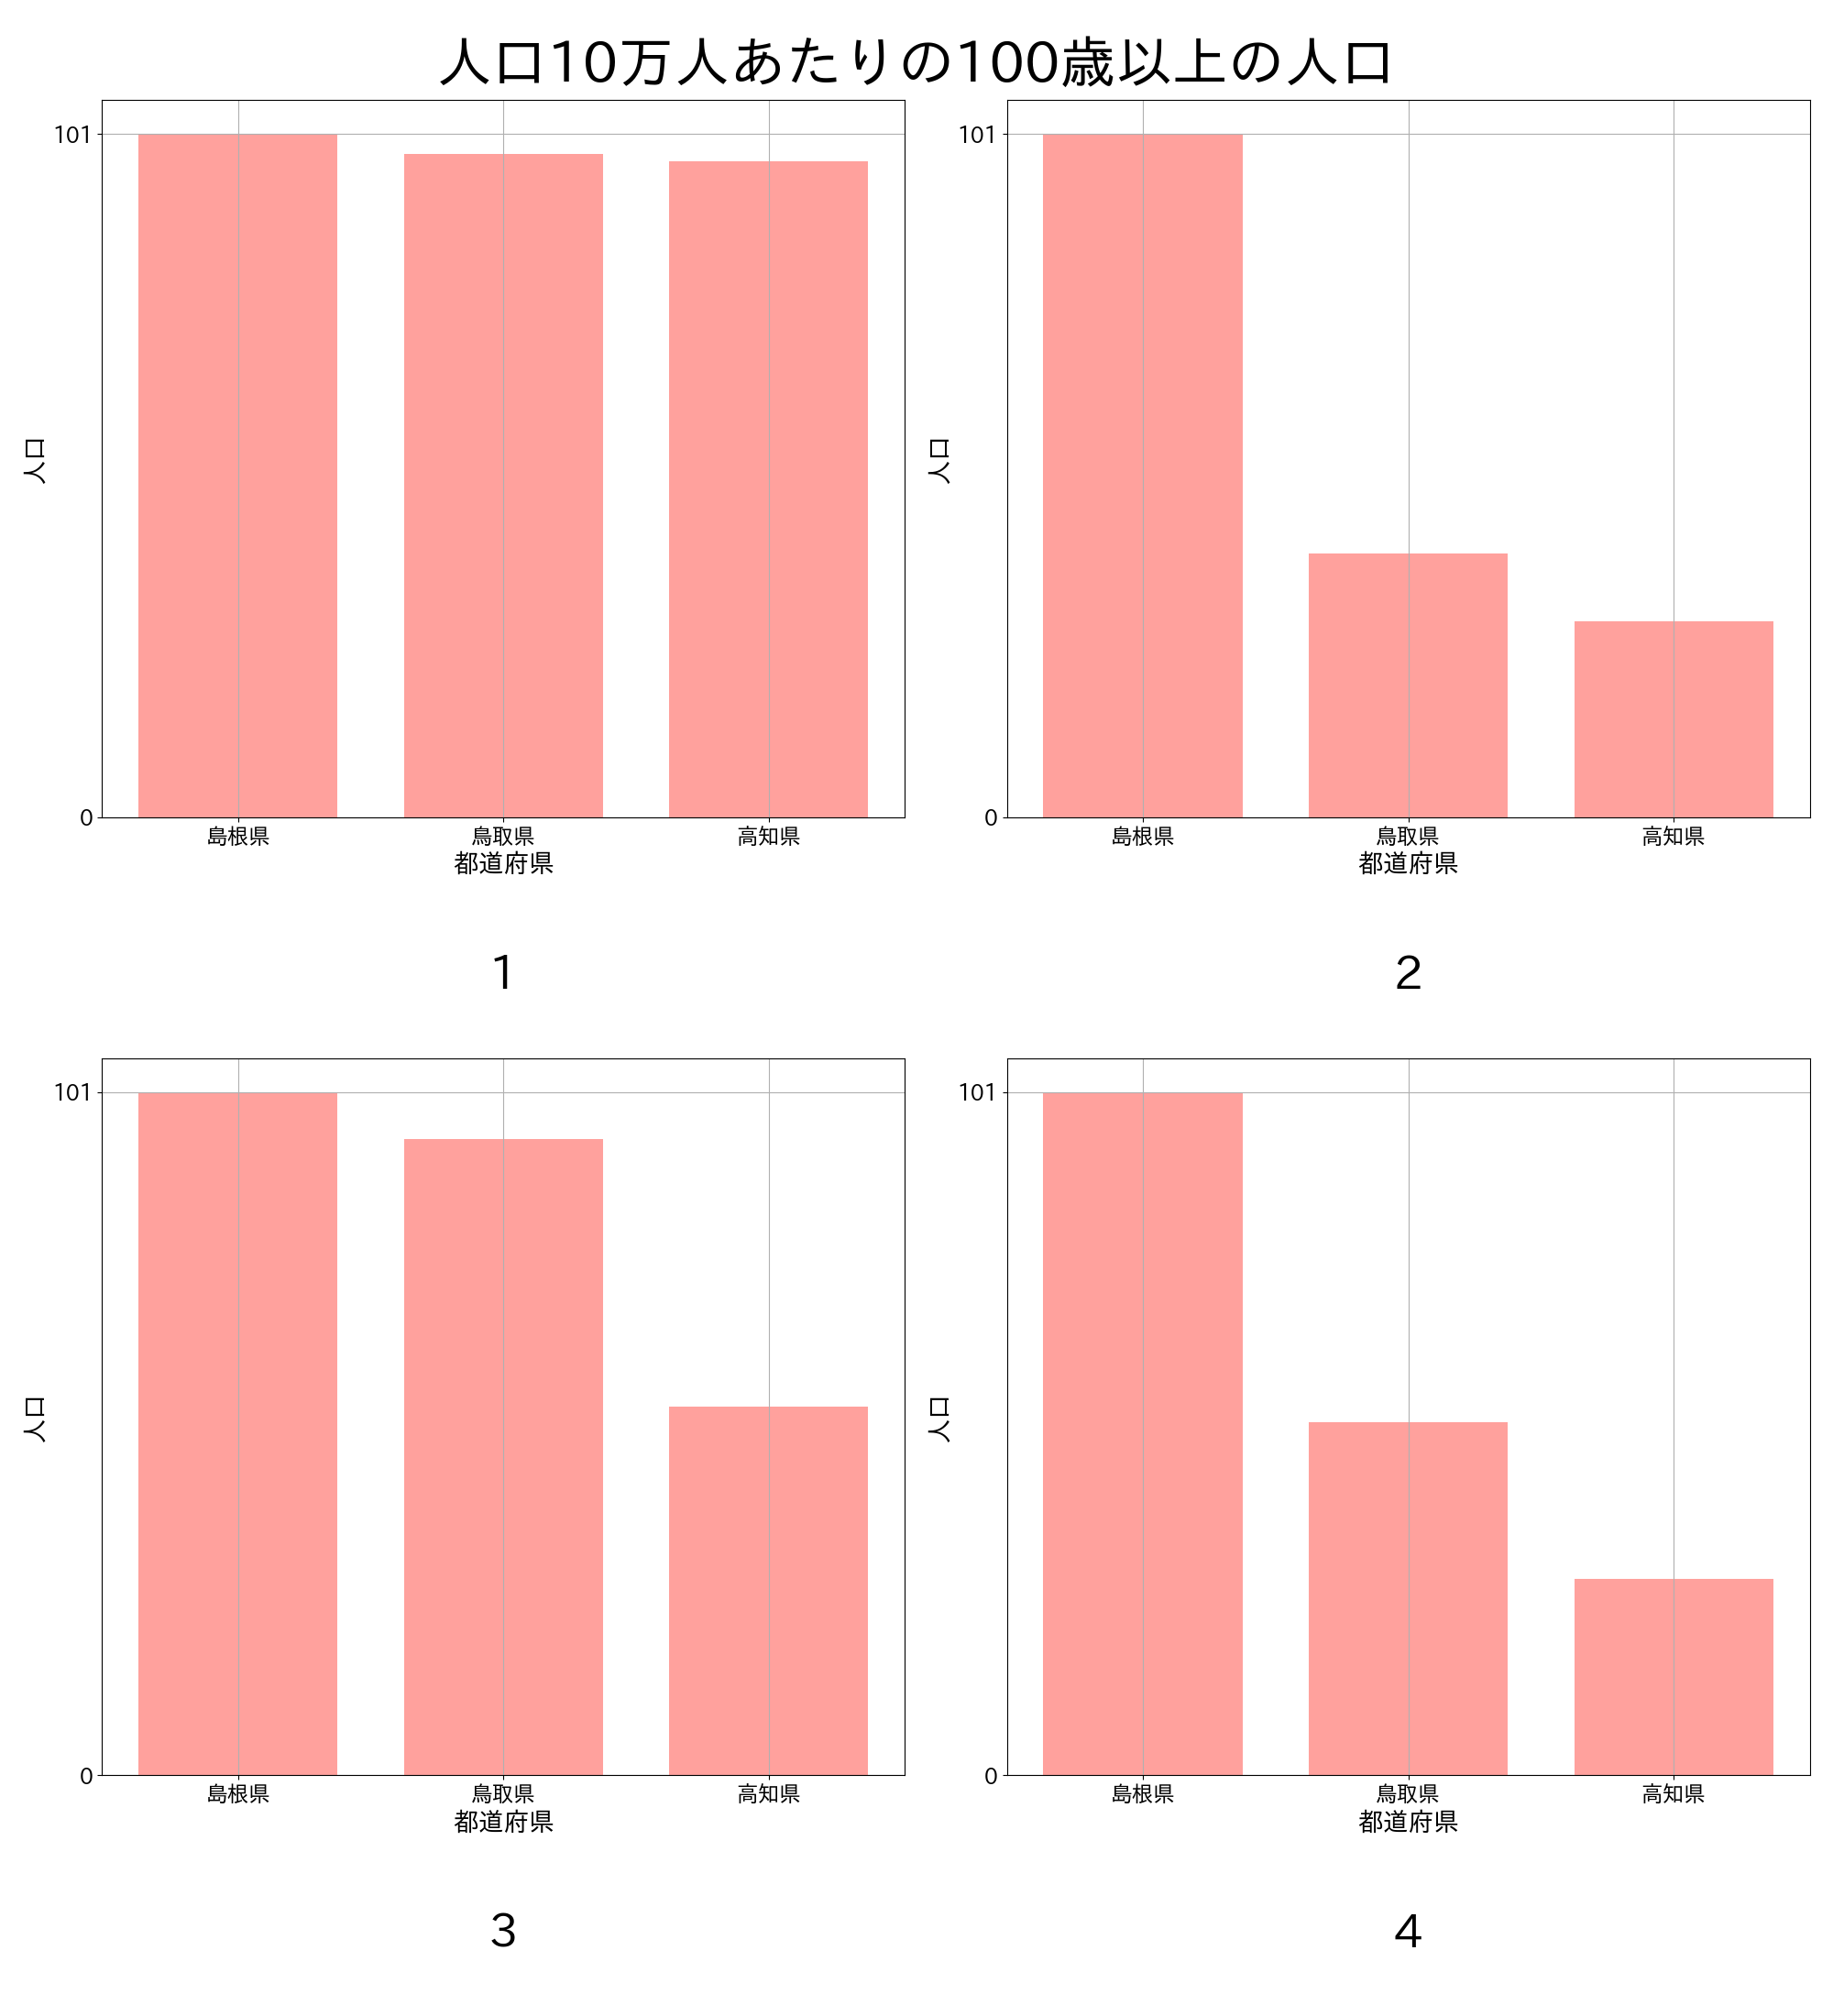 人口10万人あたりの100歳以上の人口
101
人口
0
島根県 鳥取県 高知県
都道府県
1
101
人口
0
島根県 鳥取県 高知県
都道府県
2
101
人口
0
島根県 鳥取県 高知県
都道府県
3
101
人口
0
島根県 鳥取県 高知県
都道府県
4